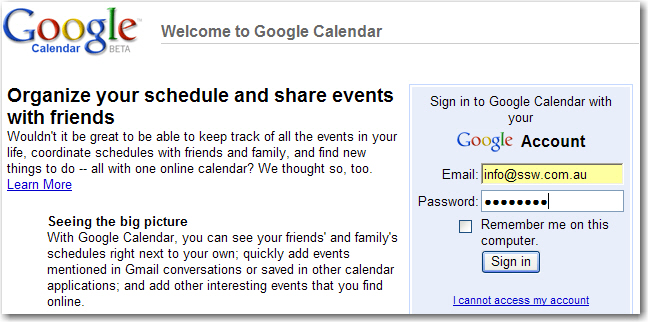 Google
Calendar BETA
Welcome to Google Calendar
Organize your schedule and share events
with friends
Wouldn't it be great to be able to keep track of all the events in your
life, coordinate schedules with friends and family, and find new
things to do -- all with one online calendar? We thought so, too.
Learn More
Seeing the big picture
With Google Calendar, you can see your friends' and family's
schedules right next to your own; quickly add events
mentioned in Gmail conversations or saved in other calendar
applications; and add other interesting events that you find
online.
Sign in to Google Calendar with
your
Google Account
Email: info@ssw.com.au
Password: ●●●●●●●●
Remember me on this
computer.
Sign in
I cannot access my account